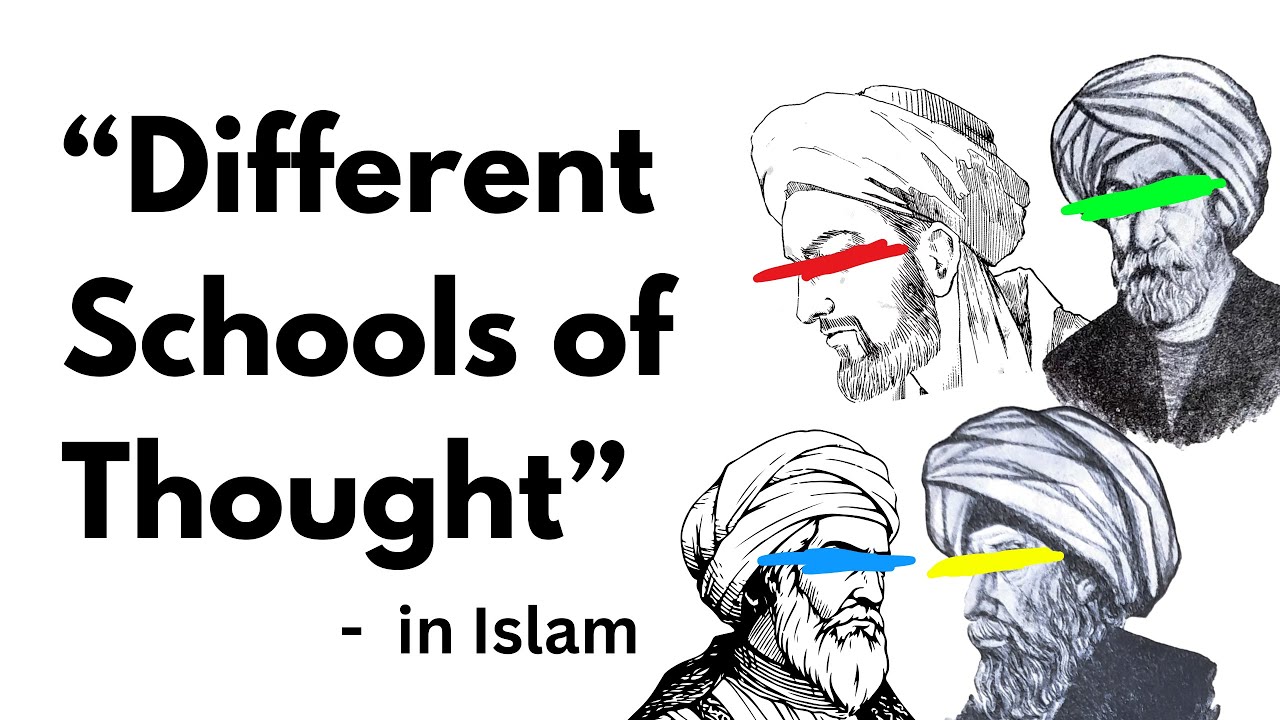 “Different
Schools of
Thought”
- in Islam